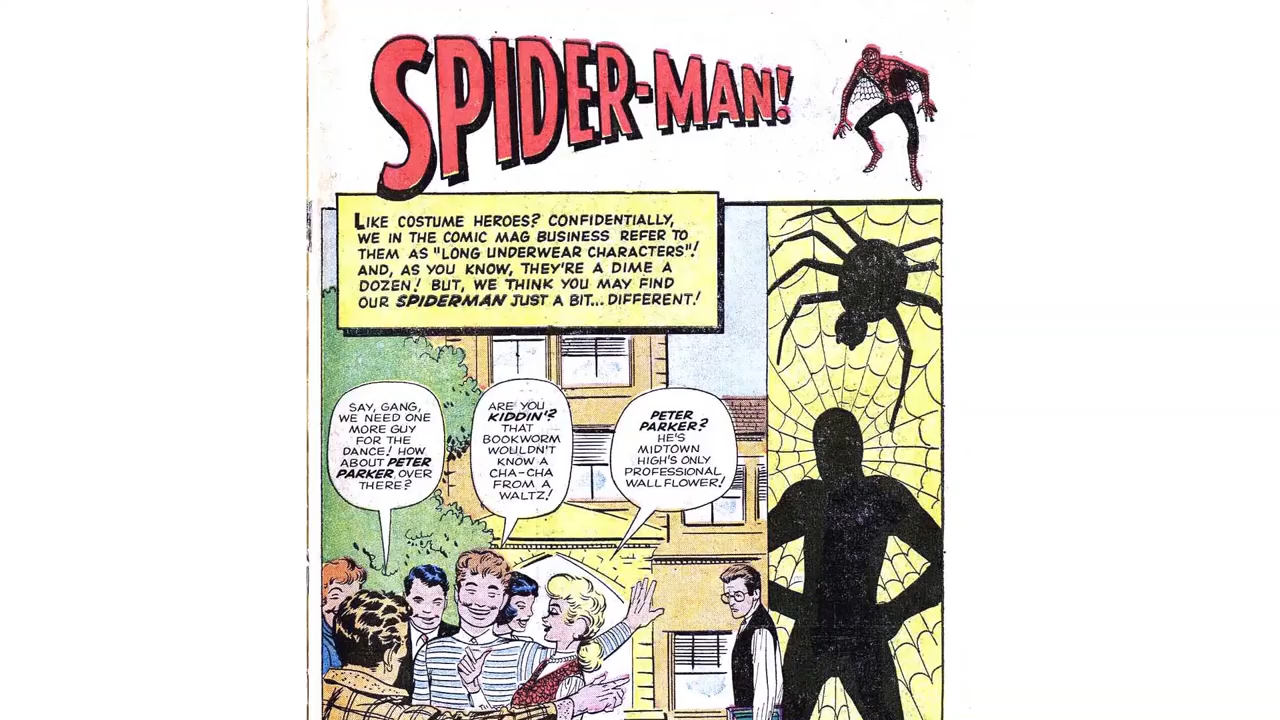 SPIDER-MAN!
LIKE COSTUME HEROES? CONFIDENTIALLY,
WE IN THE COMIC MAG BUSINESS REFER TO
THEM AS "LONG UNDERWEAR CHARACTERS"!
AND, AS YOU KNOW, THEY'RE A DIME A
DOZEN! BUT, WE THINK YOU MAY FIND
OUR SPIDERMAN JUST A BIT... DIFFERENT!
SAY, GANG,
WE NEED ONE
MORE GUY
FOR THE
DANCE! HOW
ABOUT PETER
PARKER OVER
THERE?
ARE YOU
KIDDIN'?
THAT
BOOKWORM
WOULDN'T
KNOW A
CHA-CHA
FROM A
WALTZ!
PETER
PARKER?
HE'S
MIDTOWN
HIGH'S ONLY
PROFESSIONAL
WALLFLOWER!